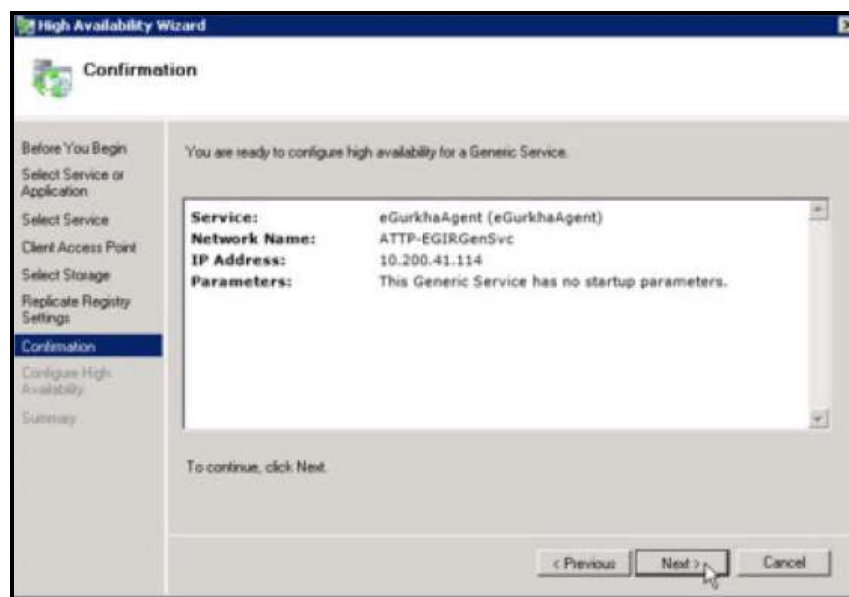 High Availability Wizard
Confirmation
Before You Begin
Select Service or
Application
Select Service
Client Access Point
Select Storage
Replicate Registry
Settings
Confirmation
Configure High
Availability
Summary
You are ready to configure high availability for a Generic Service.
Service: eGurkhaAgent (eGurkhaAgent)
Network Name: ATTP-EGIRGenSvc
IP Address: 10.200.41.114
Parameters: This Generic Service has no startup parameters.
To continue, click Next.
< Previous Next > Cancel